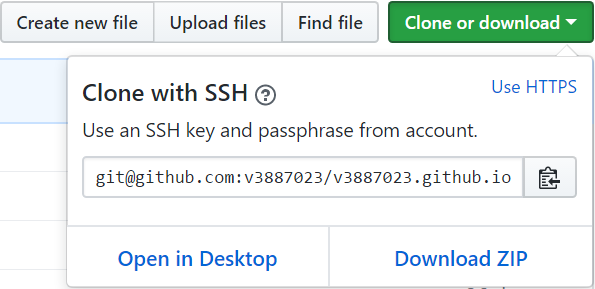 Create new file Upload files Find file Clone or download
Clone with SSH ?
Use HTTPS
Use an SSH key and passphrase from account.
git@github.com:v3887023/v3887023.github.io
Open in Desktop Download ZIP